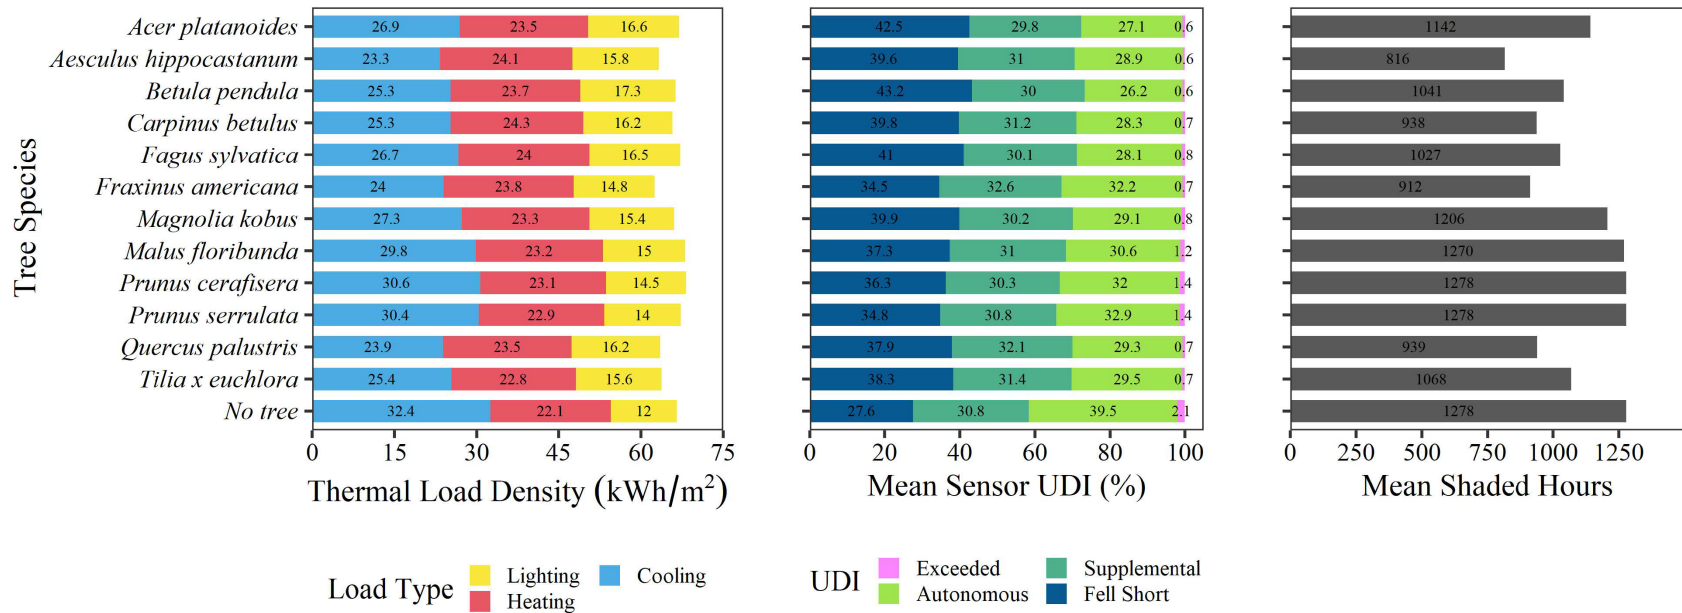 Tree Species
Acer platanoides 26.9 23.5 16.6 42.5 29.8 27.1 0.6 1142
Aesculus hippocastanum 23.3 24.1 15.8 39.6 31 28.9 0.6 816
Betula pendula 25.3 23.7 17.3 43.2 30 26.2 0.6 1041
Carpinus betulus 25.3 24.3 16.2 39.8 31.2 28.3 0.7 938
Fagus sylvatica 26.7 24 16.5 41 30.1 28.1 0.8 1027
Fraxinus americana 24 23.8 14.8 34.5 32.6 32.2 0.7 912
Magnolia kobus 27.3 23.3 15.4 39.9 30.2 29.1 0.8 1206
Malus floribunda 29.8 23.2 15 37.3 31 30.6 1.2 1270
Prunus cerafisera 30.6 23.1 14.5 36.3 30.3 32 1.4 1278
Prunus serrulata 30.4 22.9 14 34.8 30.8 32.9 1.4 1278
Quercus palustris 23.9 23.5 16.2 37.9 32.1 29.3 0.7 939
Tilia x euchlora 25.4 22.8 15.6 38.3 31.4 29.5 0.7 1068
No tree 32.4 22.1 12 27.6 30.8 39.5 2.1 1278
0 15 30 45 60 75 0 20 40 60 80 100 0 250 500 750 1000 1250
Thermal Load Density (kWh/m²) Mean Sensor UDI (%) Mean Shaded Hours
Load Type Lighting Cooling Heating
UDI Exceeded Supplemental Autonomous Fell Short